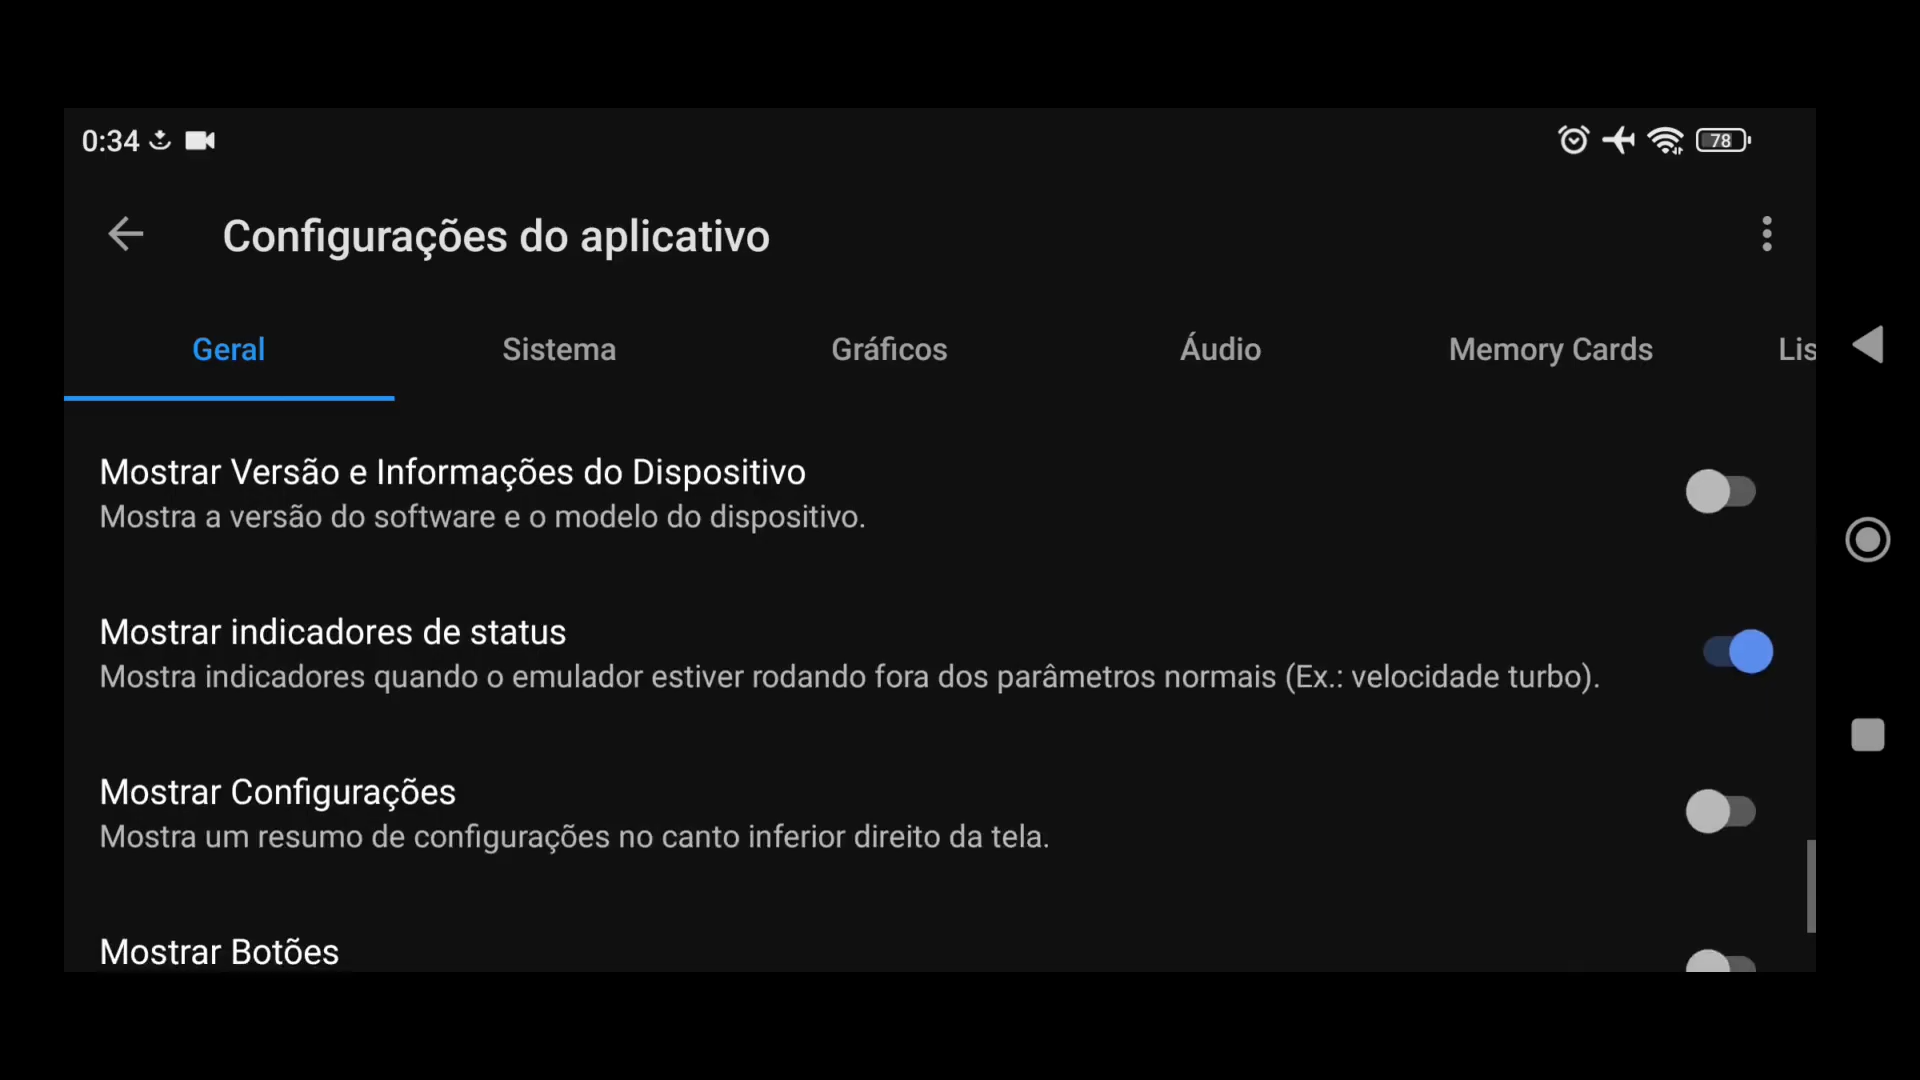 0:34
78
Configurações do aplicativo
Geral Sistema Gráficos Áudio Memory Cards Lis
Mostrar Versão e Informações do Dispositivo
Mostra a versão do software e o modelo do dispositivo.
Mostrar indicadores de status
Mostra indicadores quando o emulador estiver rodando fora dos parâmetros normais (Ex.: velocidade turbo).
Mostrar Configurações
Mostra um resumo de configurações no canto inferior direito da tela.
Mostrar Botões